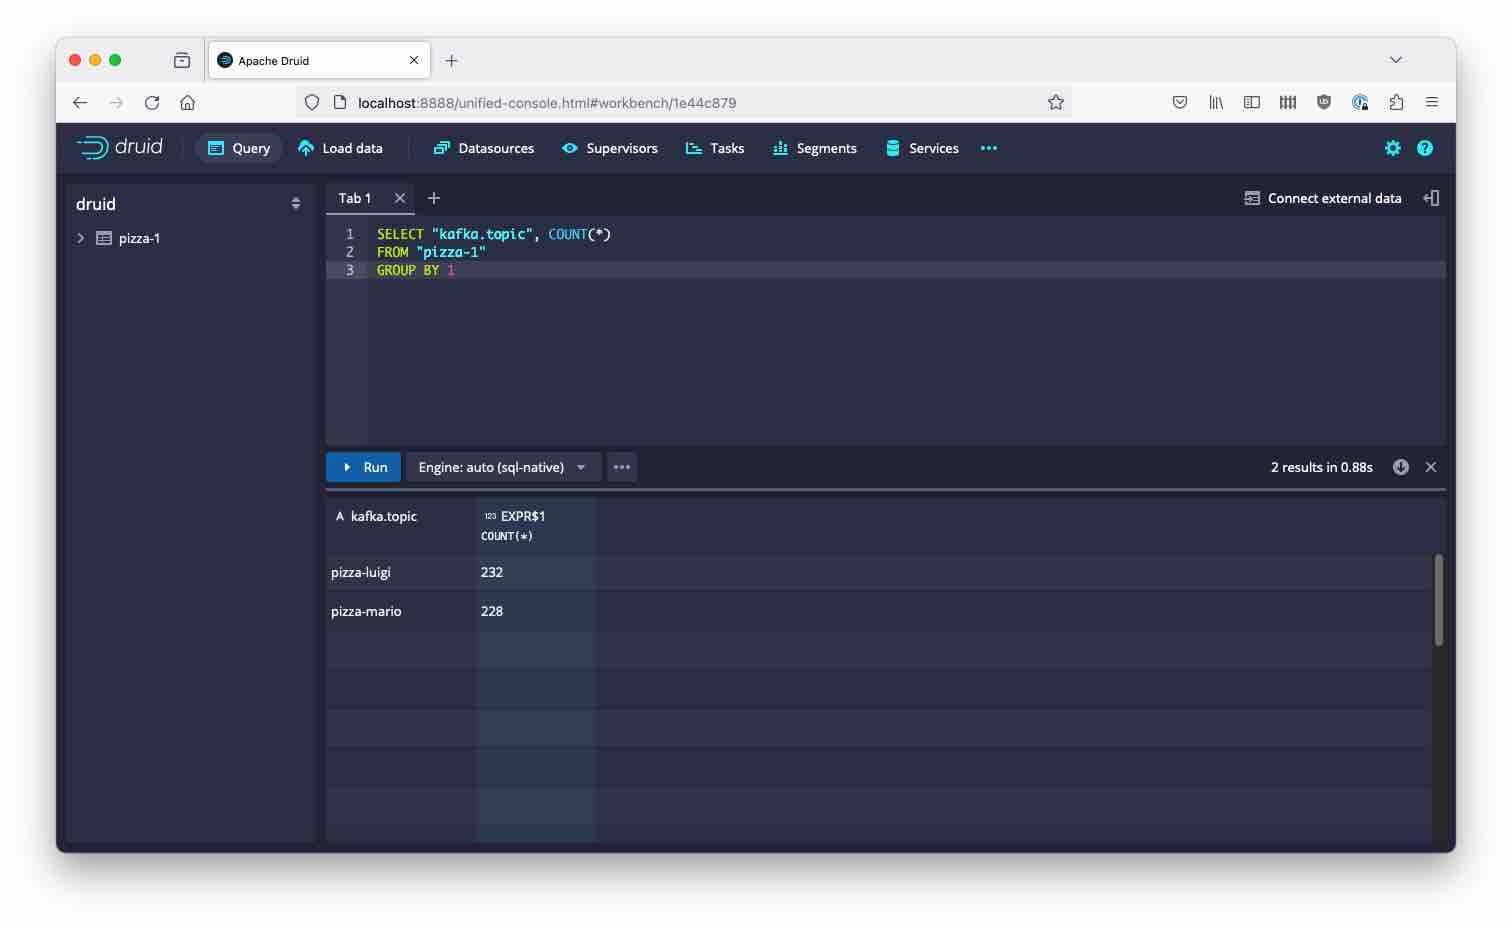 Apache Druid
localhost:8888/unified-console.html#workbench/1e44c879
druid
Query
Load data
Datasources
Supervisors
Tasks
Segments
Services
druid
pizza-1
Tab 1
Connect external data
1 SELECT "kafka.topic", COUNT(*)
2 FROM "pizza-1"
3 GROUP BY 1
Run
Engine: auto (sql-native)
2 results in 0.88s
A kafka.topic
123 EXPR$1
COUNT(*)
pizza-luigi 232
pizza-mario 228